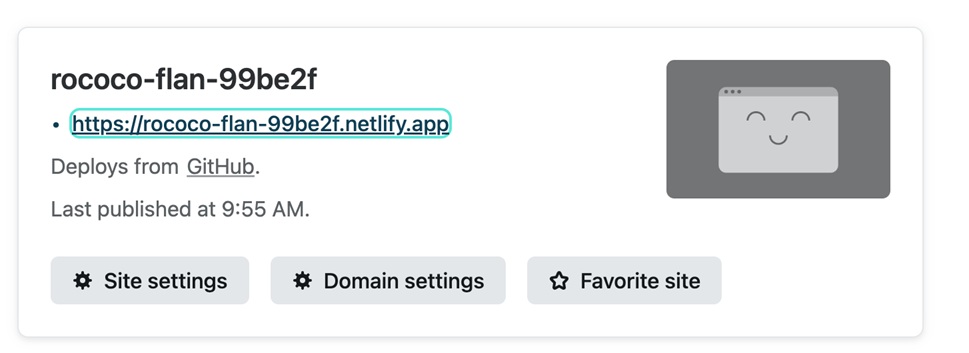 rococo-flan-99be2f
• https://rococo-flan-99be2f.netlify.app
Deploys from GitHub.
Last published at 9:55 AM.
Site settings
Domain settings
Favorite site